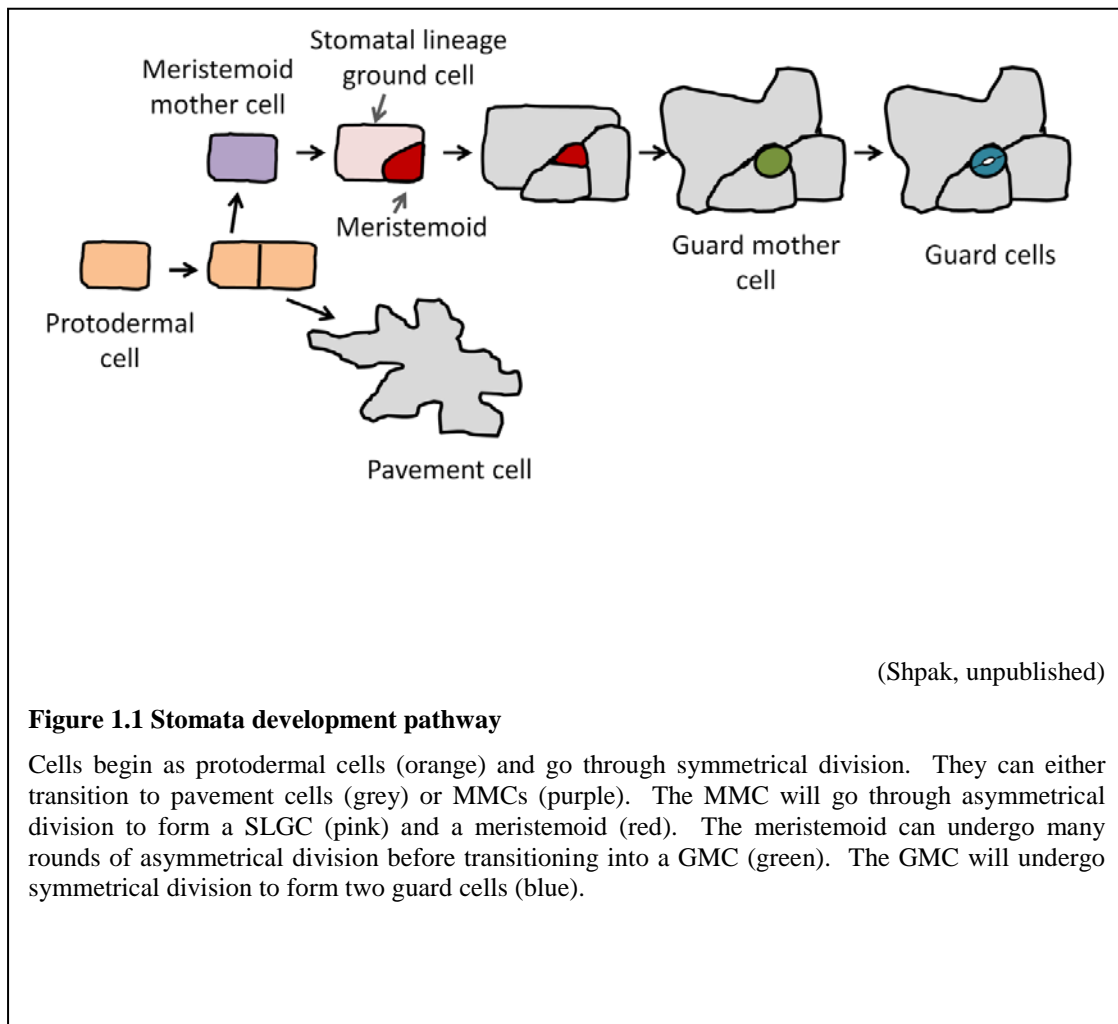 Stomatal lineage
ground cell
Meristemoid
mother cell
Meristemoid
Protodermal
cell
Guard mother
cell
Guard cells
Pavement cell
(Shpak, unpublished)
Figure 1.1 Stomata development pathway
Cells begin as protodermal cells (orange) and go through symmetrical division. They can either
transition to pavement cells (grey) or MMCs (purple). The MMC will go through asymmetrical
division to form a SLGC (pink) and a meristemoid (red). The meristemoid can undergo many
rounds of asymmetrical division before transitioning into a GMC (green). The GMC will undergo
symmetrical division to form two guard cells (blue).